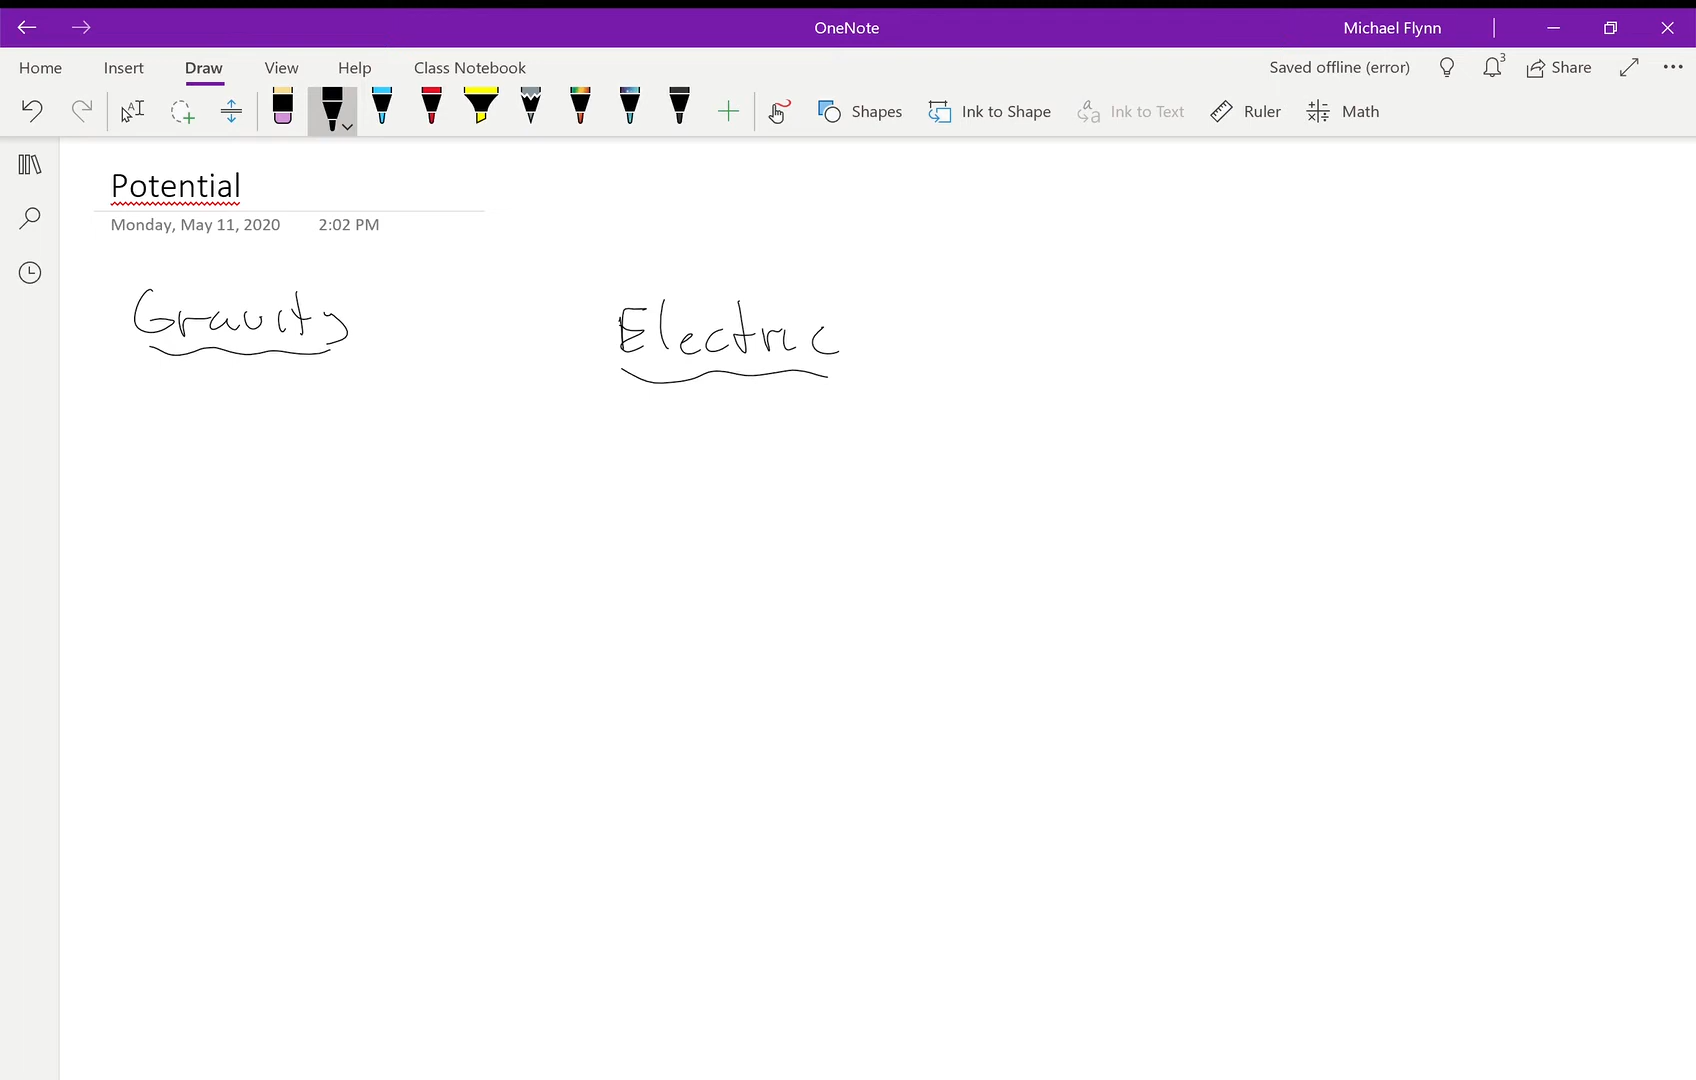 OneNote
Michael Flynn
Home Insert Draw View Help Class Notebook
Saved offline (error) 3 Share
Shapes Ink to Shape Ink to Text Ruler Math
Potential
Monday, May 11, 2020 2:02 PM
Gravity
Electric